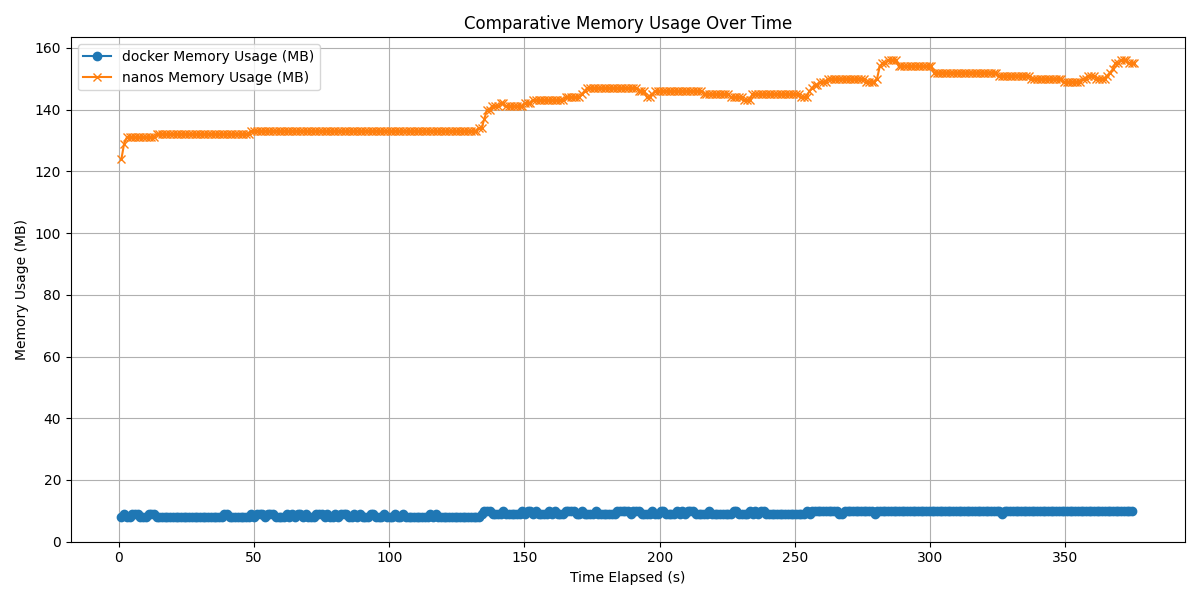 Comparative Memory Usage Over Time
docker Memory Usage (MB)
nanos Memory Usage (MB)
Memory Usage (MB)
160
140
120
100
80
60
40
20
0
0 50 100 150 200 250 300 350
Time Elapsed (s)